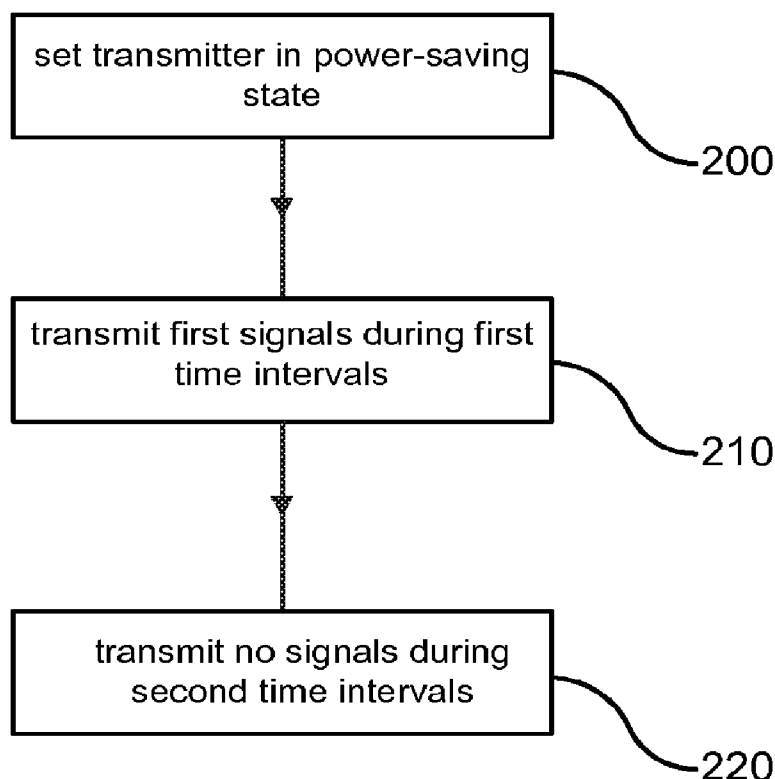 set transmitter in power-saving
state
200
transmit first signals during first
time intervals
210
transmit no signals during
second time intervals
220